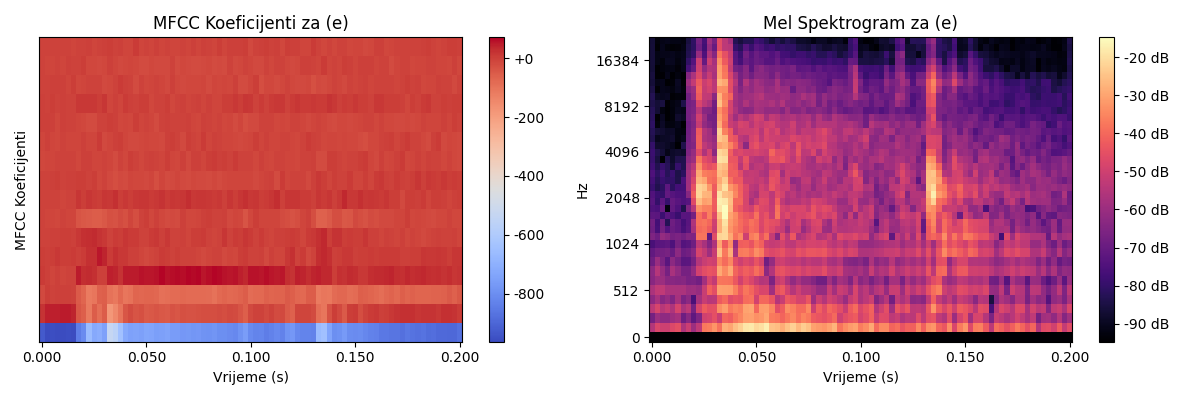 MFCC Koeficijenti za (e)
MFCC Koeficijenti
+0
-200
-400
-600
-800
0.000 0.050 0.100 0.150 0.200
Vrijeme (s)
Mel Spektrogram za (e)
Hz
16384
8192
4096
2048
1024
512
0
-20 dB
-30 dB
-40 dB
-50 dB
-60 dB
-70 dB
-80 dB
-90 dB
0.000 0.050 0.100 0.150 0.200
Vrijeme (s)